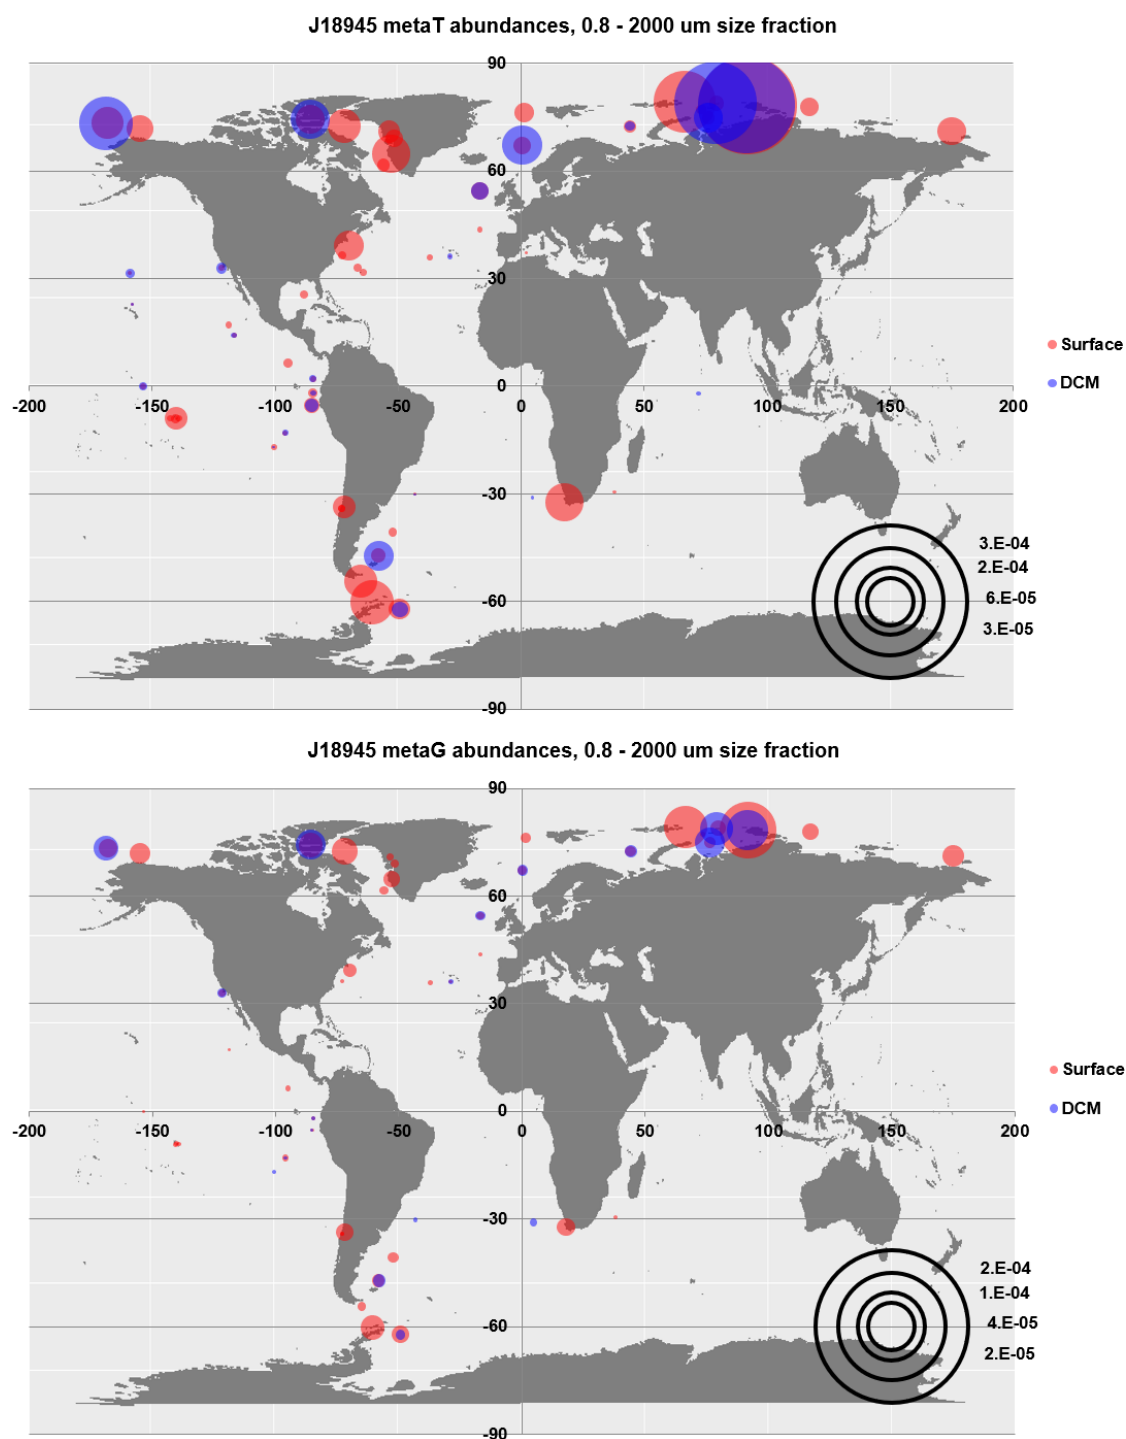 J18945 metaT abundances, 0.8 - 2000 um size fraction
90
60
30
Surface
DCM
0
-200
-150
-100
-50
0
50
100
150
200
-30
3.E-04
2.E-04
6.E-05
-60
3.E-05
-90
J18945 metaG abundances, 0.8 - 2000 um size fraction
90
60
30
Surface
DCM
0
-200
-150
-100
-50
0
50
100
150
200
-30
2.E-04
1.E-04
4.E-05
-60
2.E-05
-90